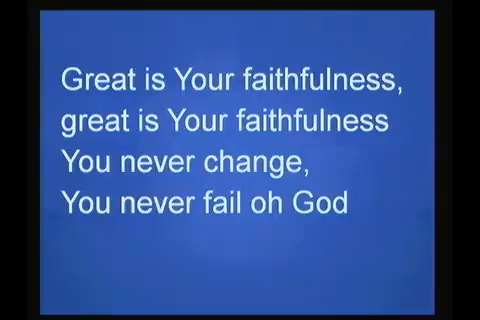 Great is Your faithfulness,
great is Your faithfulness
You never change,
You never fail oh God